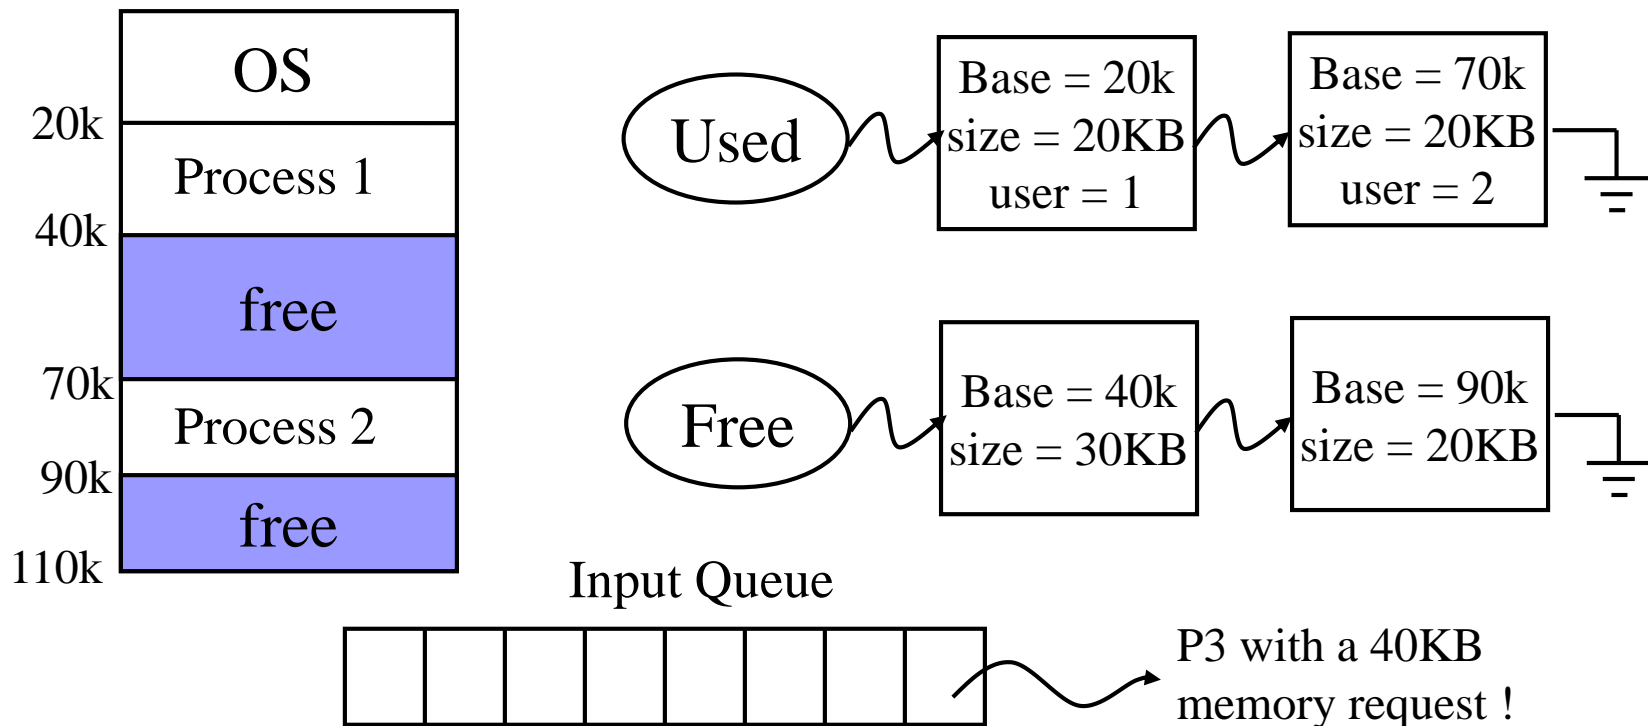 OS
20k
Process 1
40k
free
70k
Process 2
90k
free
110k
Used
Base = 20k
size = 20KB
user = 1
Base = 70k
size = 20KB
user = 2
Free
Base = 40k
size = 30KB
Base = 90k
size = 20KB
Input Queue
P3 with a 40KB
memory request !